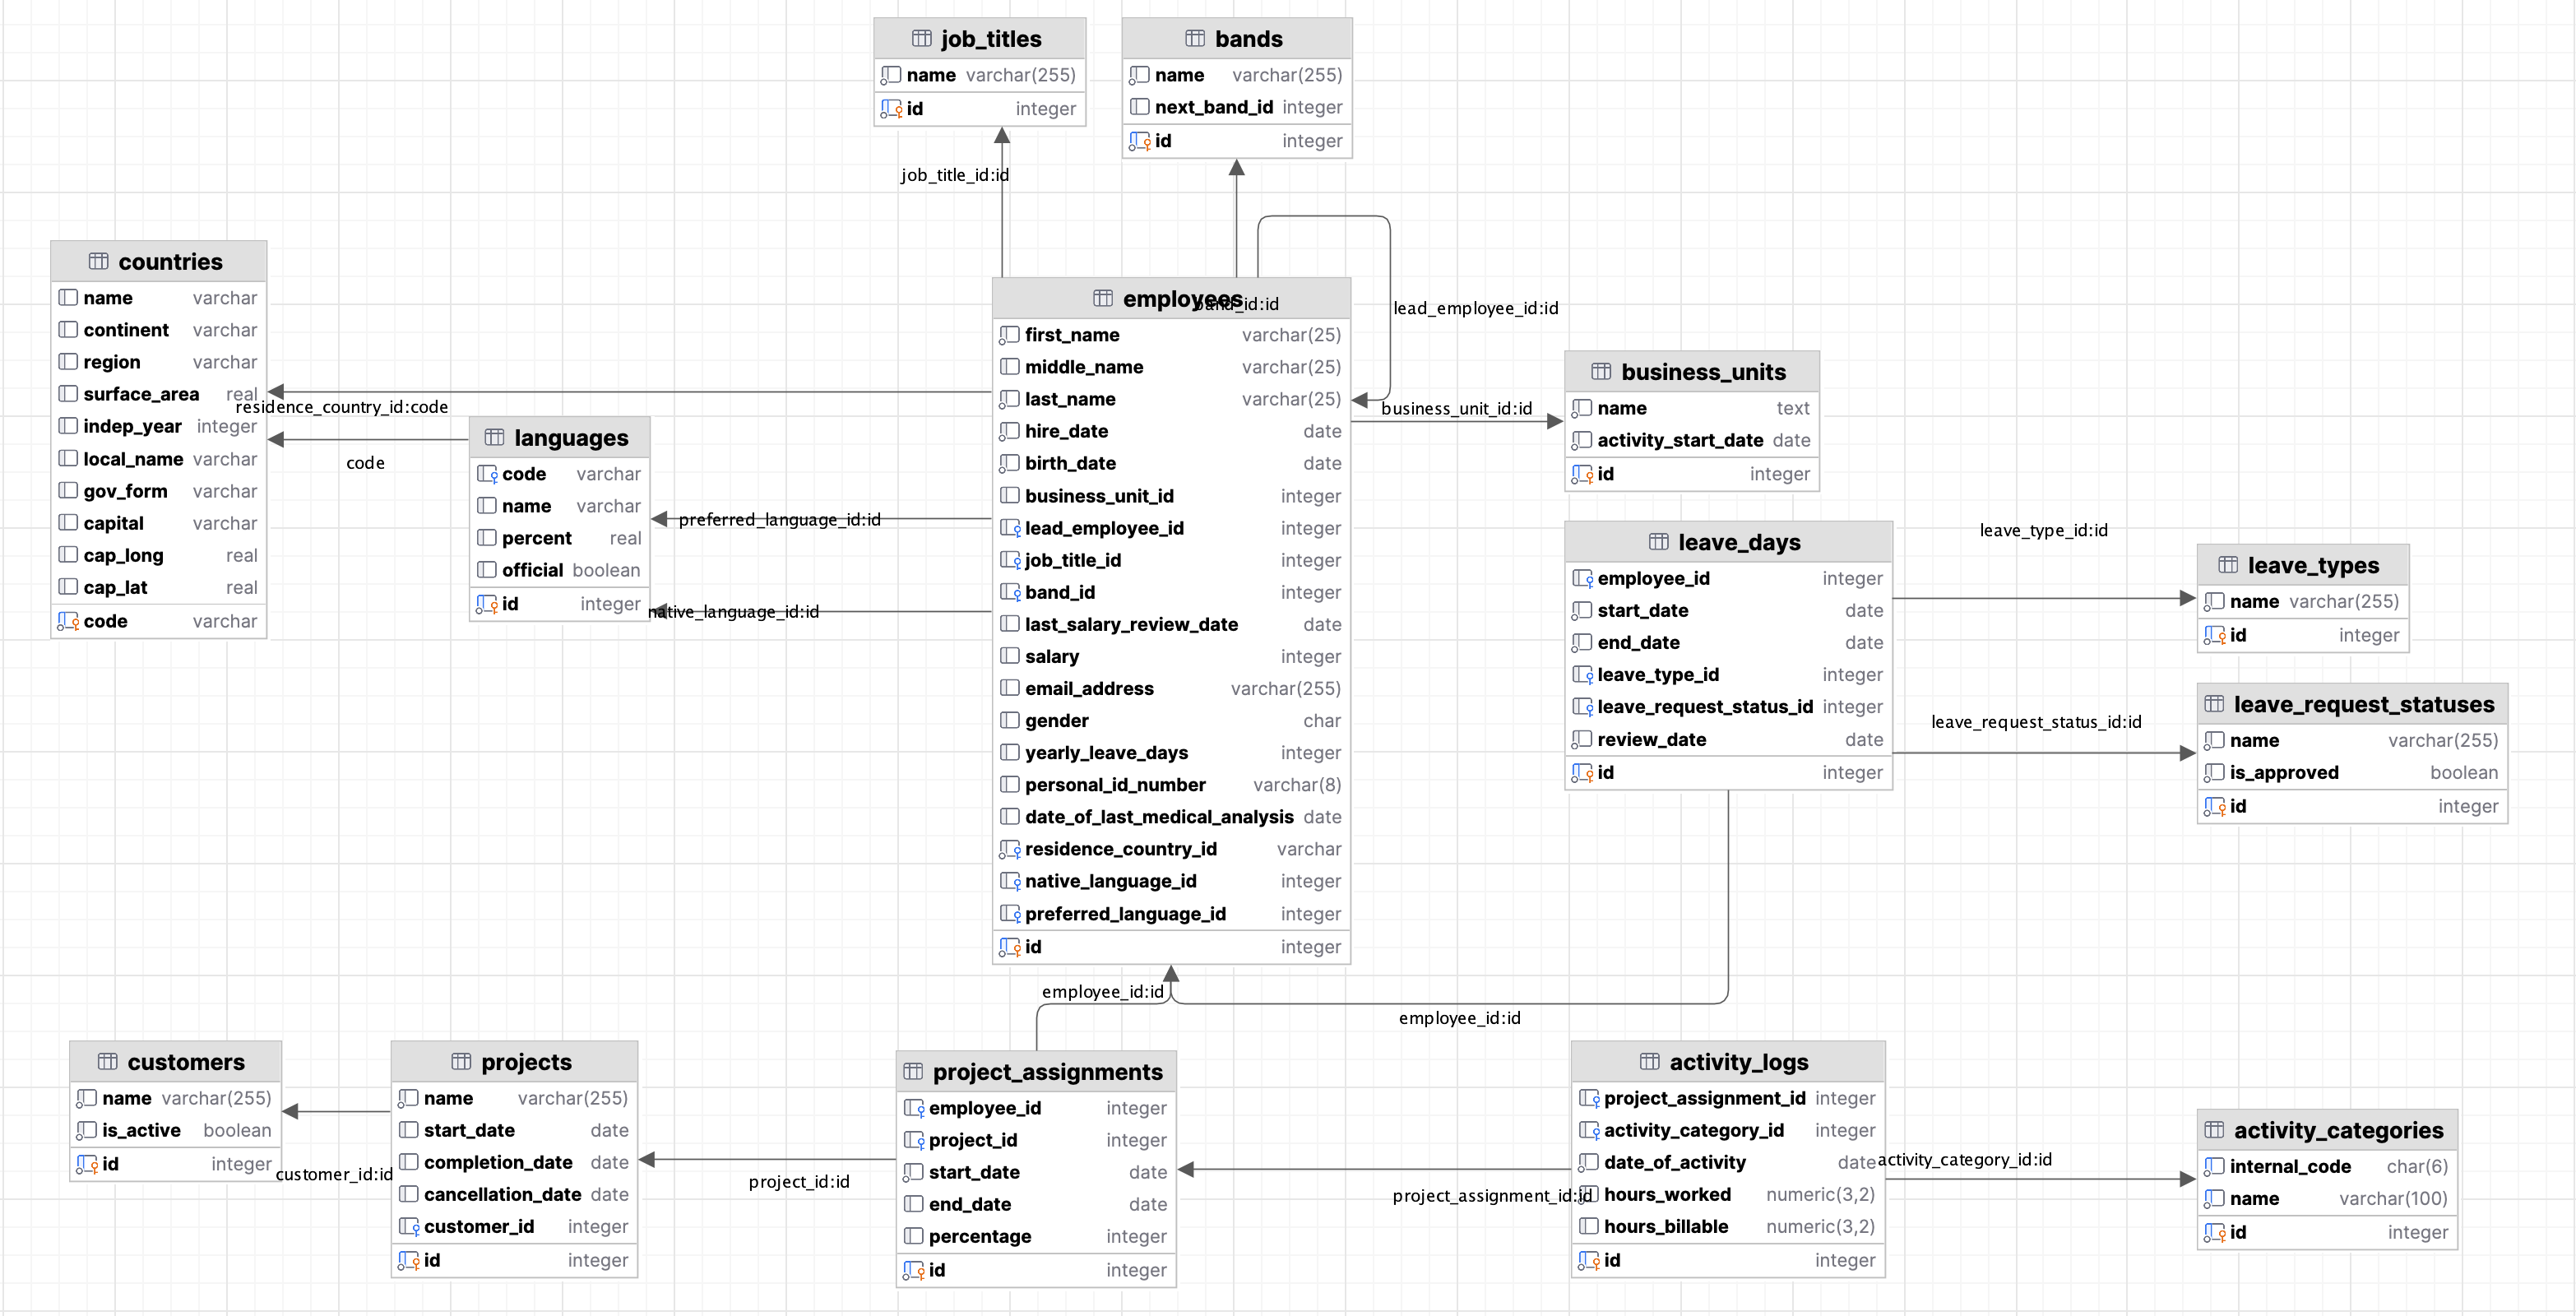 job_titles
name varchar(255)
id integer
bands
name varchar(255)
next_band_id integer
id integer
job_title_id:id
countries
name varchar
continent varchar
region varchar
surface_area real
indep_year integer
local_name varchar
gov_form varchar
capital varchar
cap_long real
cap_lat real
code varchar
residence_country_id:code
code
languages
code varchar
name varchar
percent real
official boolean
id integer
preferred_language_id:id
native_language_id:id
employees
band_id:id
first_name varchar(25)
middle_name varchar(25)
last_name varchar(25)
hire_date date
birth_date date
business_unit_id integer
lead_employee_id integer
job_title_id integer
band_id integer
last_salary_review_date date
salary integer
email_address varchar(255)
gender char
yearly_leave_days integer
personal_id_number varchar(8)
date_of_last_medical_analysis date
residence_country_id varchar
native_language_id integer
preferred_language_id integer
id integer
lead_employee_id:id
business_unit_id:id
business_units
name text
activity_start_date date
id integer
leave_days
employee_id integer
start_date date
end_date date
leave_type_id integer
leave_request_status_id integer
review_date date
id integer
leave_type_id:id
leave_types
name varchar(255)
id integer
leave_request_status_id:id
leave_request_statuses
name varchar(255)
is_approved boolean
id integer
employee_id:id
employee_id:id
customers
name varchar(255)
is_active boolean
id integer
customer_id:id
projects
name varchar(255)
start_date date
completion_date date
cancellation_date date
customer_id integer
id integer
project_id:id
project_assignments
employee_id integer
project_id integer
start_date date
end_date date
percentage integer
id integer
project_assignment_id:id
activity_logs
project_assignment_id integer
activity_category_id integer
date_of_activity date
hours_worked numeric(3,2)
hours_billable numeric(3,2)
id integer
activity_category_id:id
activity_categories
internal_code char(6)
name varchar(100)
id integer